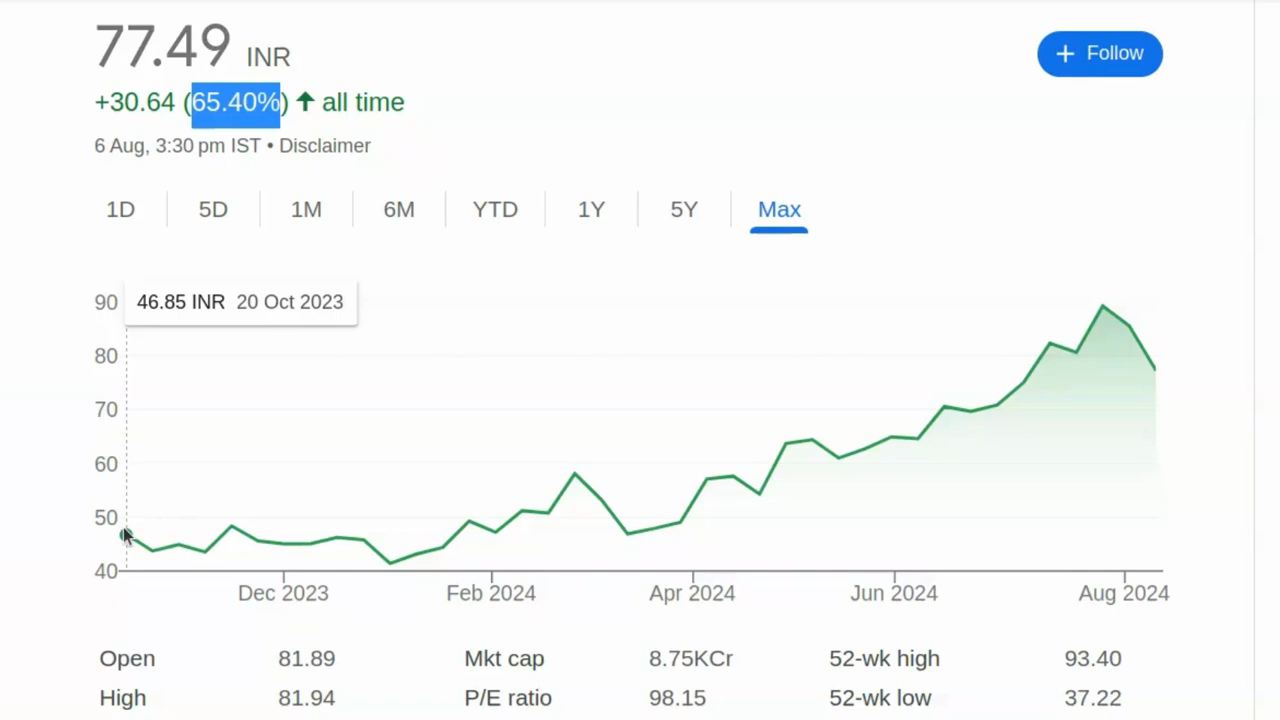 77.49 INR
+ Follow
+30.64 (65.40%) ↑ all time
6 Aug, 3:30 pm IST • Disclaimer
1D 5D 1M 6M YTD 1Y 5Y Max
46.85 INR 20 Oct 2023
90
80
70
60
50
40
Dec 2023 Feb 2024 Apr 2024 Jun 2024 Aug 2024
Open 81.89 Mkt cap 8.75KCr 52-wk high 93.40
High 81.94 P/E ratio 98.15 52-wk low 37.22